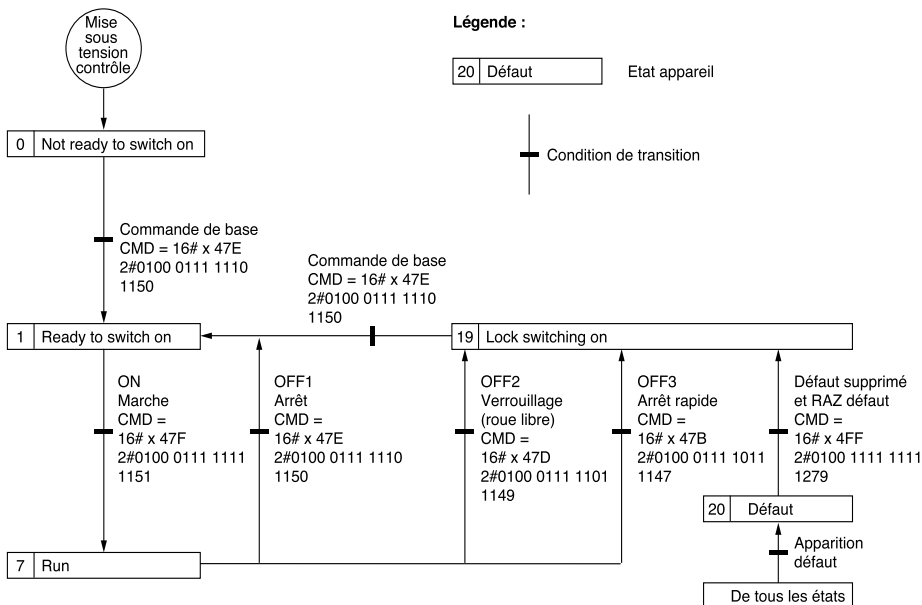 Mise
sous
tension
contrôle
Légende :
20 Défaut
Etat appareil
Condition de transition
0 Not ready to switch on
Commande de base
CMD = 16# x 47E
2#0100 0111 1110
1150
Commande de base
CMD = 16# x 47E
2#0100 0111 1110
1150
1 Ready to switch on
19 Lock switching on
ON
Marche
CMD =
16# x 47F
2#0100 0111 1111
1151
OFF1
Arrêt
CMD =
16# x 47E
2#0100 0111 1110
1150
OFF2
Verrouillage
(roue libre)
CMD =
16# x 47D
2#0100 0111 1101
1149
OFF3
Arrêt rapide
CMD =
16# x 47B
2#0100 0111 1011
1147
Défaut supprimé
et RAZ défaut
CMD =
16# x 4FF
2#0100 1111 1111
1279
20 Défaut
Apparition
défaut
7 Run
De tous les états